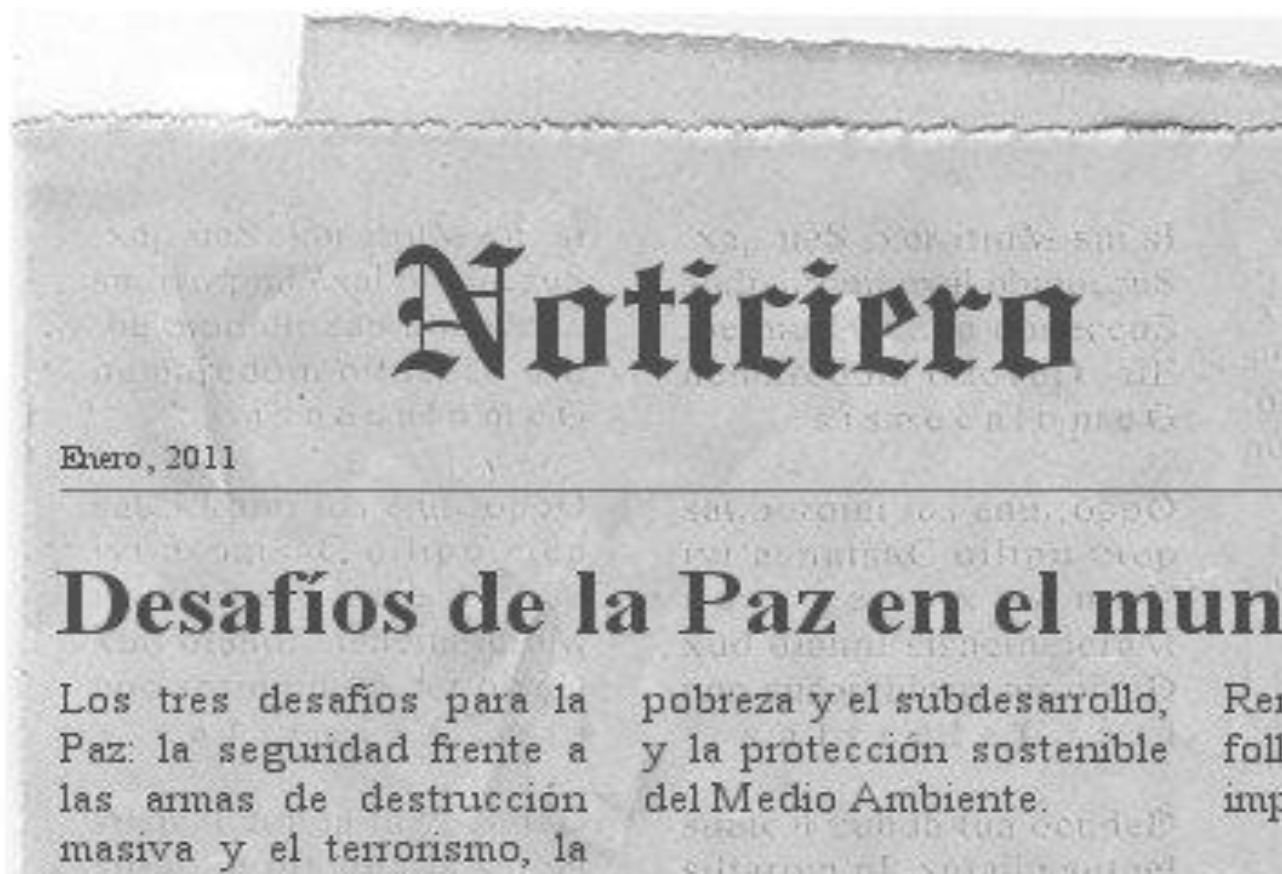 Noticiero
Enero, 2011
Desafíos de la Paz en el mun
Los tres desafíos para la
Paz: la seguridad frente a
las armas de destrucción
masiva y el terrorismo, la
pobreza y el subdesarrollo,
y la protección sostenible
del Medio Ambiente.